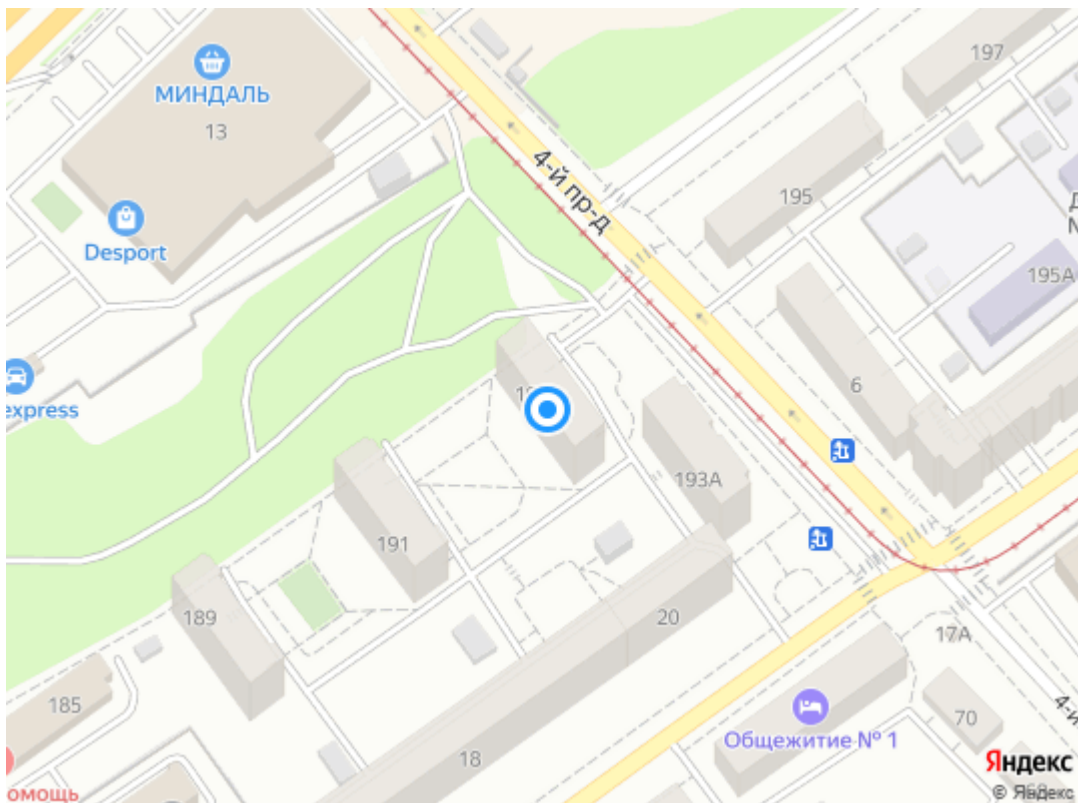 197
МИНДАЛЬ
13
4-й пр-д
195
Desport
195А
express
6
193А
191
189
20
17А
185
70
Общежитие № 1
18
омощь
Яндекс
© Яндекс